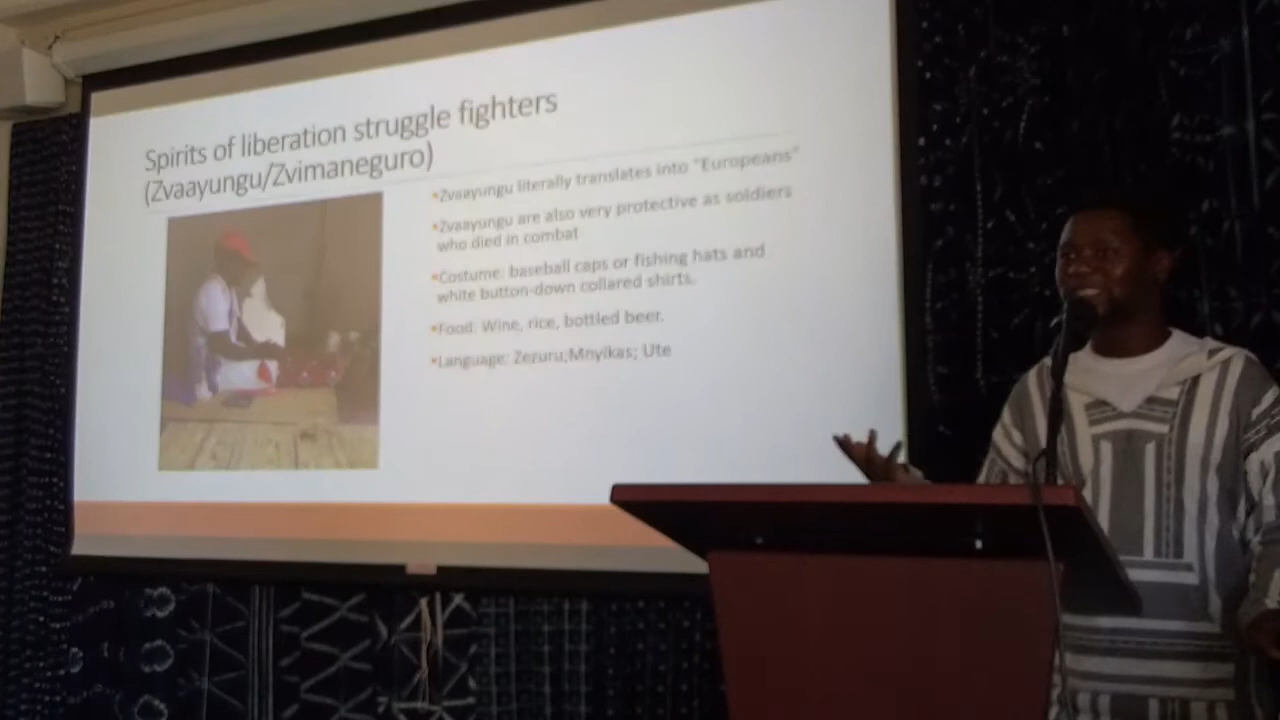 Spirits of liberation struggle fighters
(Zvaayungu/Zvimaneguro)
▪Zvaayungu literally translates into "Europeans"
▪Zvaayungu are also very protective as soldiers
who died in combat
▪Costume: baseball caps or fishing hats and
white button-down collared shirts.
▪Food: Wine, rice, bottled beer.
▪Language: Zezuru;Mnyikas; Ute